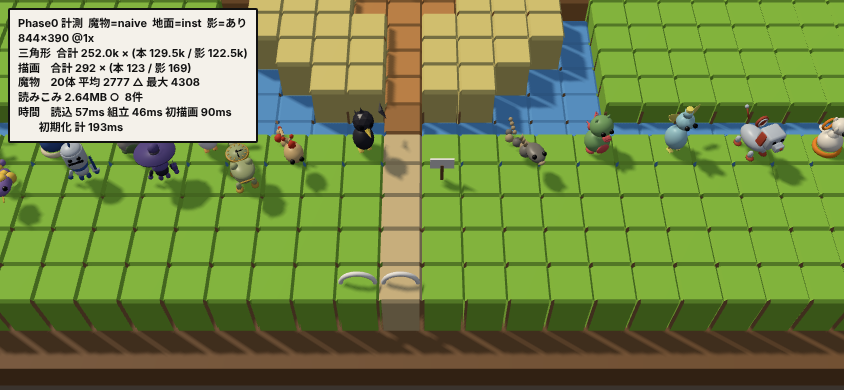 Phase0 計測 魔物=naive 地面=inst 影=あり
844×390 @1x
三角形 合計 252.0k × (本 129.5k / 影 122.5k)
描画 合計 292 × (本 123 / 影 169)
魔物 20体 平均 2777 △ 最大 4308
読みこみ 2.64MB ○ 8件
時間 読込 57ms 組立 46ms 初描画 90ms
初期化 計 193ms